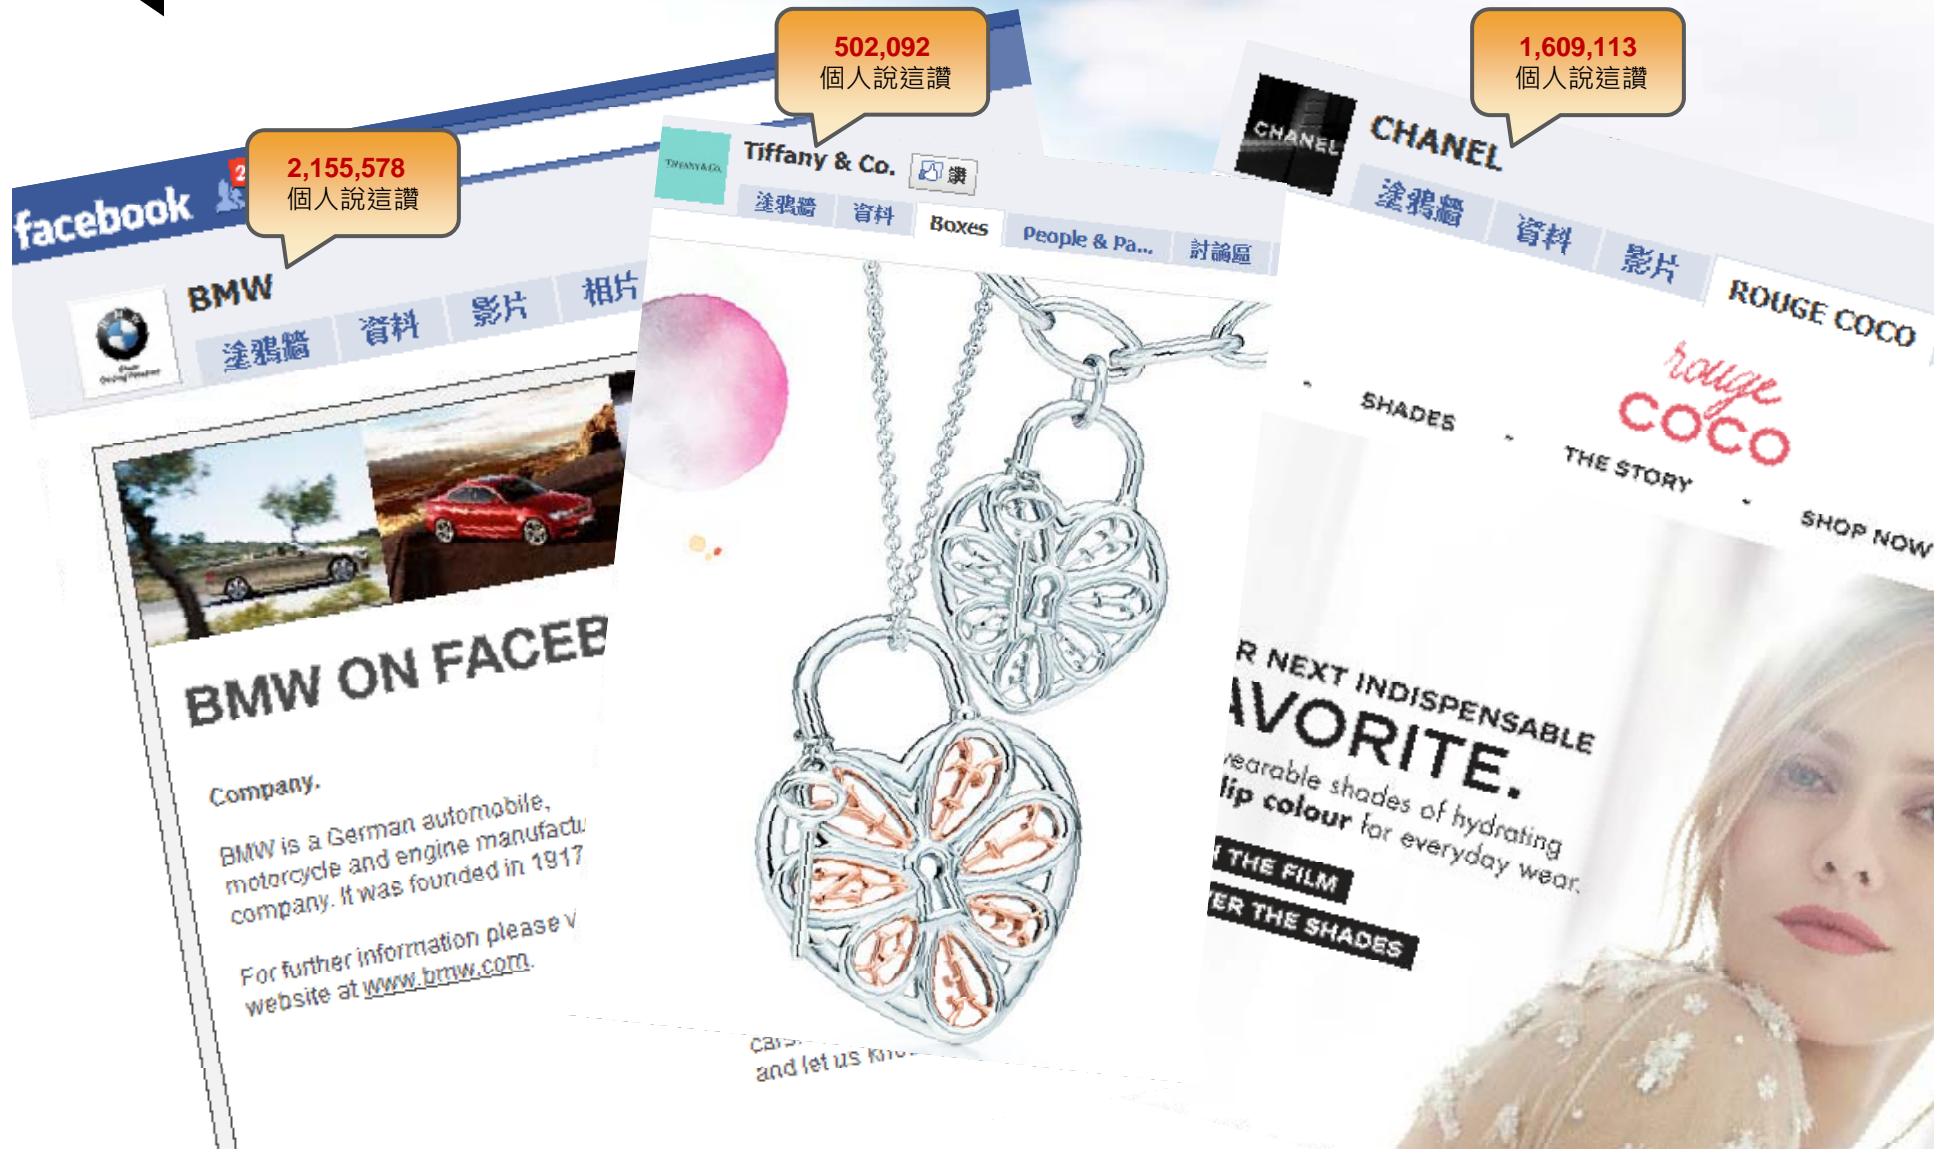 2,155,578
個人說這讚
facebook
BMW
塗鴉牆
資料
影片
相片
BMW ON FACEB
Company.
BMW is a German automobile,
motorcycle and engine manufactu
company. It was founded in 1917
For further information please v
website at www.bmw.com.
and let us
502,092
個人說這讚
TIFFANY & CO.
Tiffany & Co.
讚
塗鴉牆
資料
Boxes
People & Pa...
討論區
1,609,113
個人說這讚
CHANEL
CHANEL
塗鴉牆
資料
影片
ROUGE COCO
rouge
COCO
SHADES
THE STORY
SHOP NOW
R NEXT INDISPENSABLE
AVORITE.
wearable shades of hydrating
lip colour for everyday wear.
THE FILM
ER THE SHADES